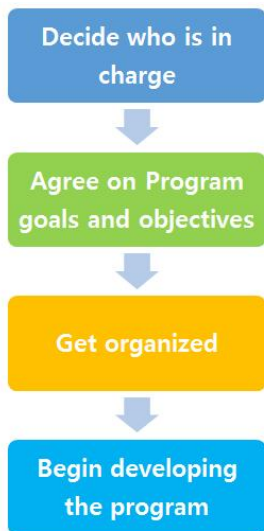 Decide who is in
charge
Agree on Program
goals and objectives
Get organized
Begin developing
the program